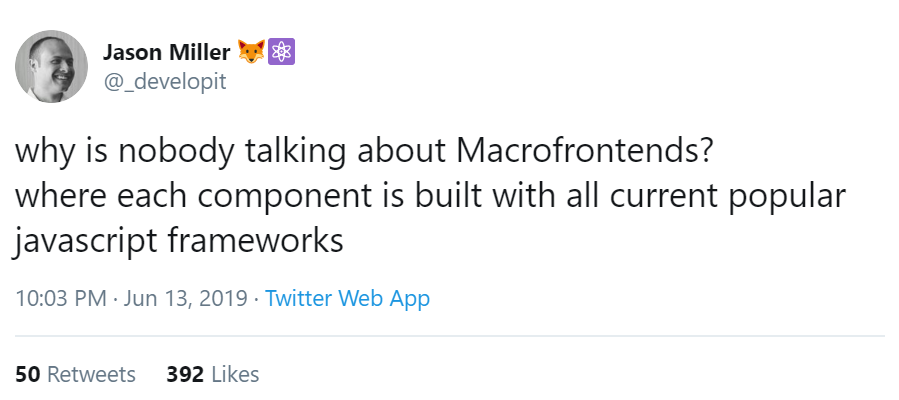 Jason Miller 🦊⚛
@_developit
why is nobody talking about Macrofrontends?
where each component is built with all current popular
javascript frameworks
10:03 PM · Jun 13, 2019 · Twitter Web App
50 Retweets 392 Likes